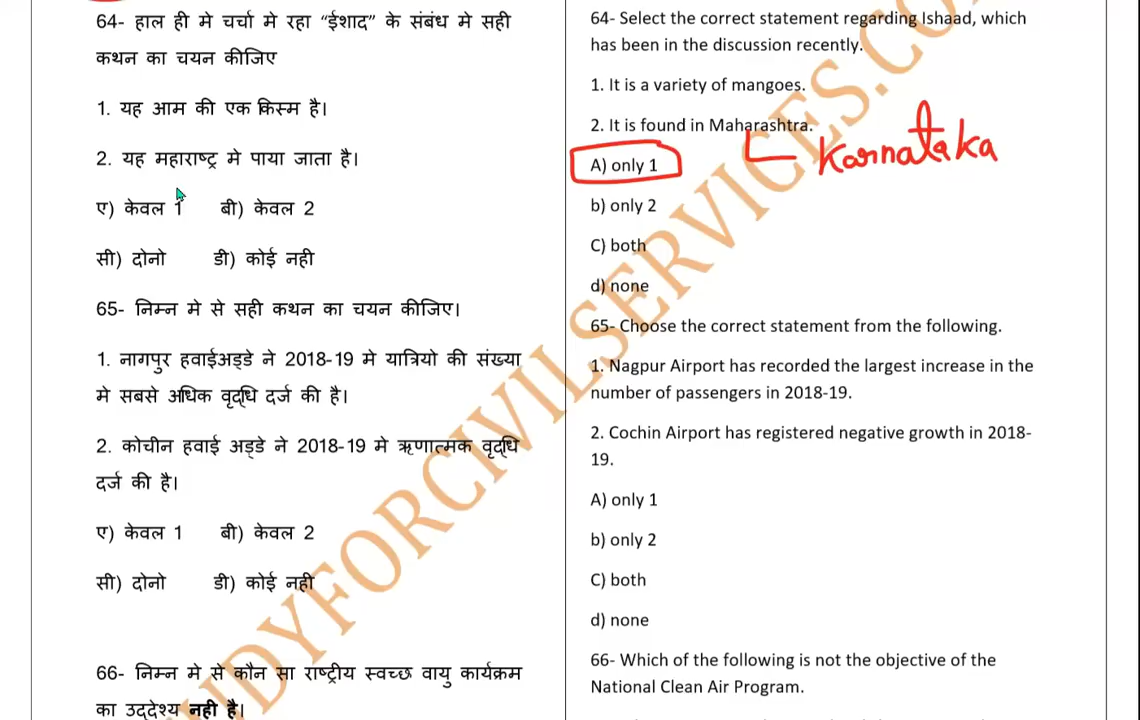 64- हाल ही मे चर्चा मे रहा “ईशाद” के संबंध मे सही
कथन का चयन कीजिए
1. यह आम की एक किस्म है।
2. यह महाराष्ट्र मे पाया जाता है।
ए) केवल 1 बी) केवल 2
सी) दोनो डी) कोई नही
65- निम्न मे से सही कथन का चयन कीजिए।
1. नागपुर हवाईअड्डे ने 2018-19 मे यात्रियो की संख्या
मे सबसे अधिक वृद्धि दर्ज की है।
2. कोचीन हवाई अड्डे ने 2018-19 मे ऋणात्मक वृद्धि
दर्ज की है।
ए) केवल 1 बी) केवल 2
सी) दोनो डी) कोई नही
66- निम्न मे से कौन सा राष्ट्रीय स्वच्छ वायु कार्यक्रम
का उद्देश्य नही है।
64- Select the correct statement regarding Ishaad, which
has been in the discussion recently.
1. It is a variety of mangoes.
2. It is found in Maharashtra.
Karnataka
A) only 1
b) only 2
C) both
d) none
65- Choose the correct statement from the following.
1. Nagpur Airport has recorded the largest increase in the
number of passengers in 2018-19.
2. Cochin Airport has registered negative growth in 2018-
19.
A) only 1
b) only 2
C) both
d) none
66- Which of the following is not the objective of the
National Clean Air Program.
UDYFORCIVILSERVICES.COM